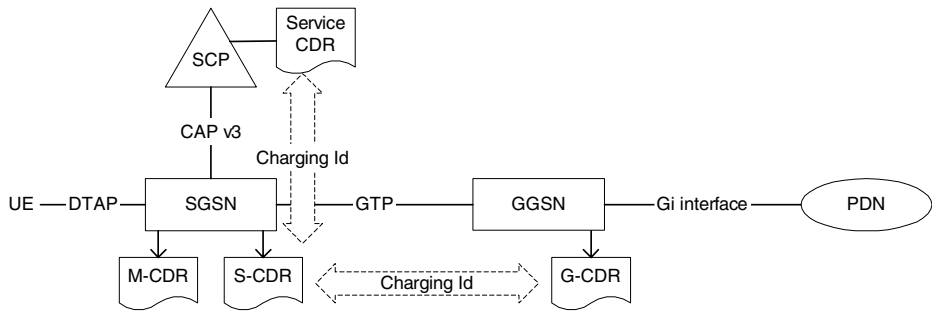 Service
CDR
SCP
CAP v3
Charging Id
UE
DTAP
SGSN
GTP
GGSN
Gi interface
PDN
M-CDR
S-CDR
Charging Id
G-CDR